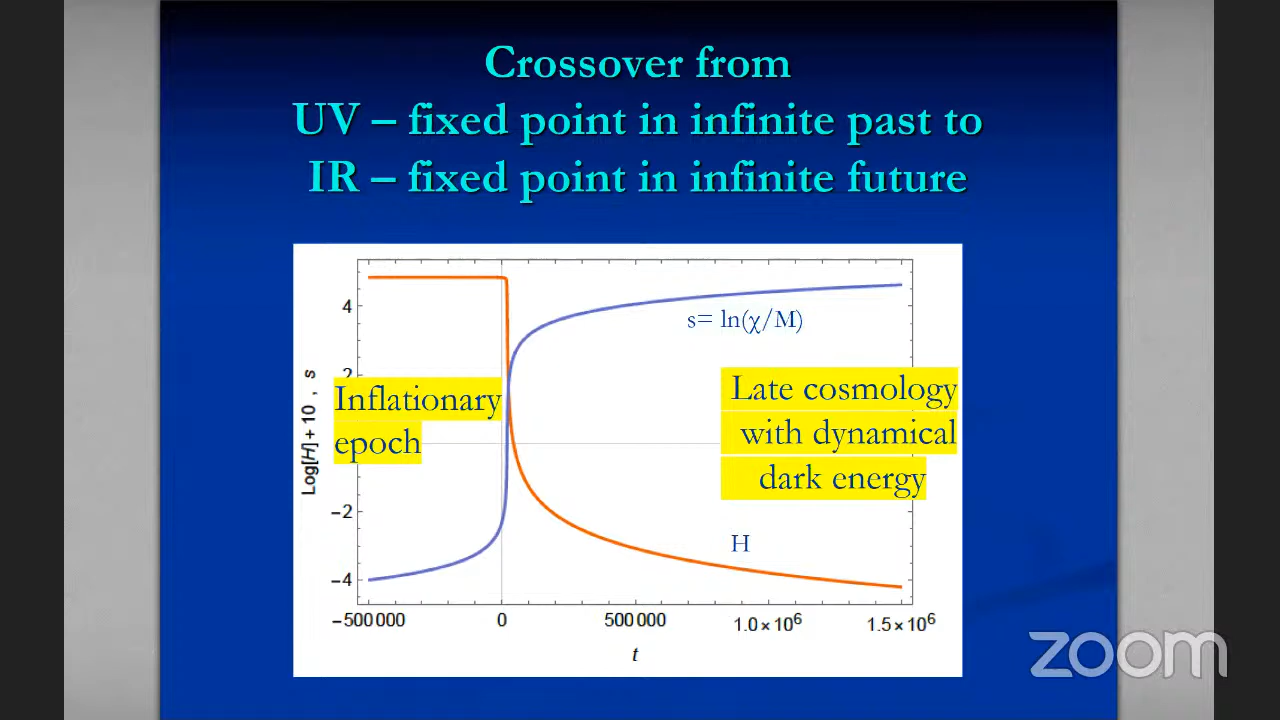 Crossover from
UV – fixed point in infinite past to
IR – fixed point in infinite future
4
2
−2
−4
Log[H]+10 , s
s= ln(χ/M)
Inflationary
epoch
Late cosmology
with dynamical
dark energy
H
−500000 0 500000 1.0×10⁶ 1.5×10⁶
t
zoom